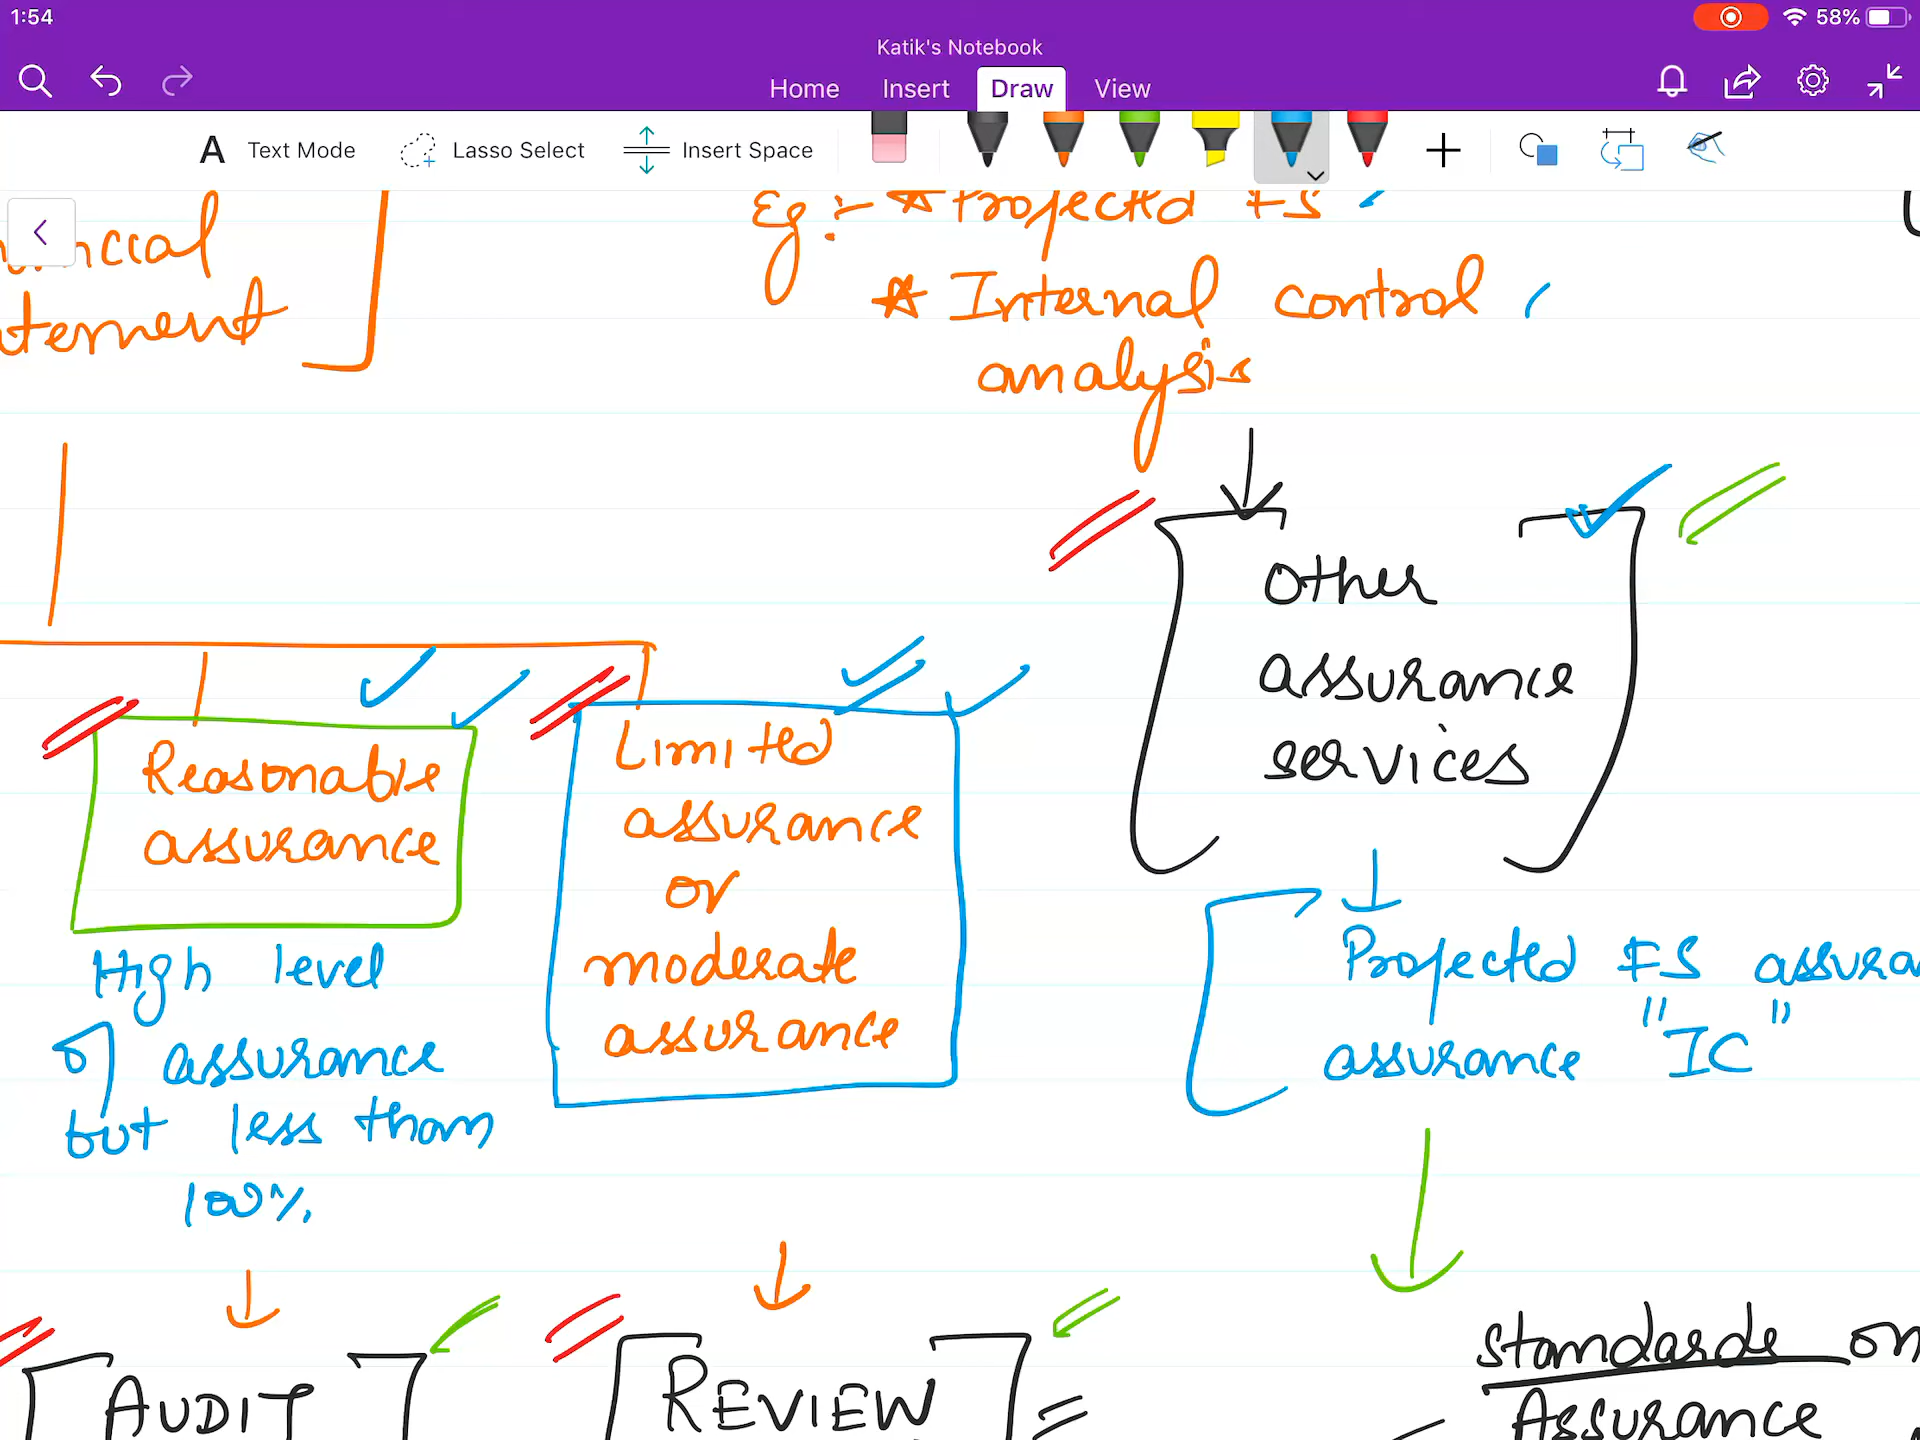 1:54
58%
Katik's Notebook
Home Insert Draw View
A Text Mode Lasso Select Insert Space
Eg :- Projected FS
Internal control
analysis
tement
Other
assurance
services
Reasonable
assurance
High level
of assurance
but less than
100%
Limited
assurance
or
moderate
assurance
Projected FS
assurance "IC"
AUDIT
REVIEW
Standards on
Assurance